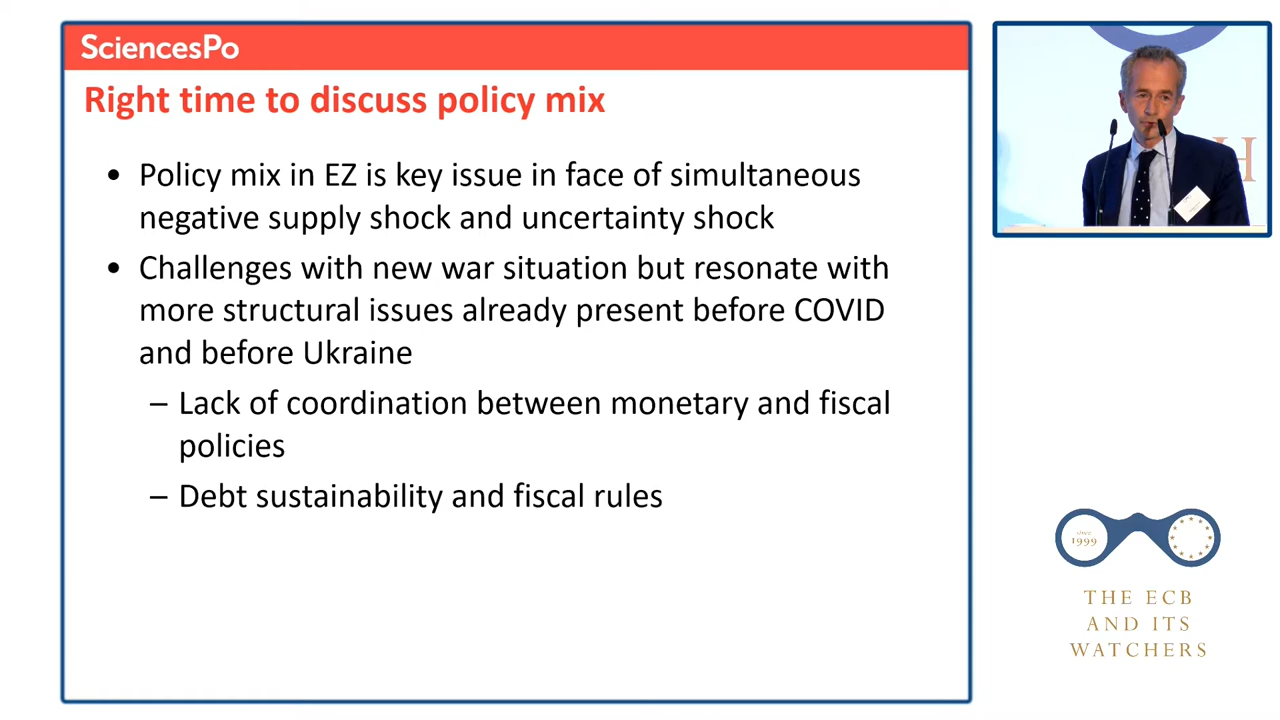 SciencesPo
Right time to discuss policy mix
• Policy mix in EZ is key issue in face of simultaneous
negative supply shock and uncertainty shock
• Challenges with new war situation but resonate with
more structural issues already present before COVID
and before Ukraine
– Lack of coordination between monetary and fiscal
policies
– Debt sustainability and fiscal rules
H
since
1999
THE ECB
AND ITS
WATCHERS